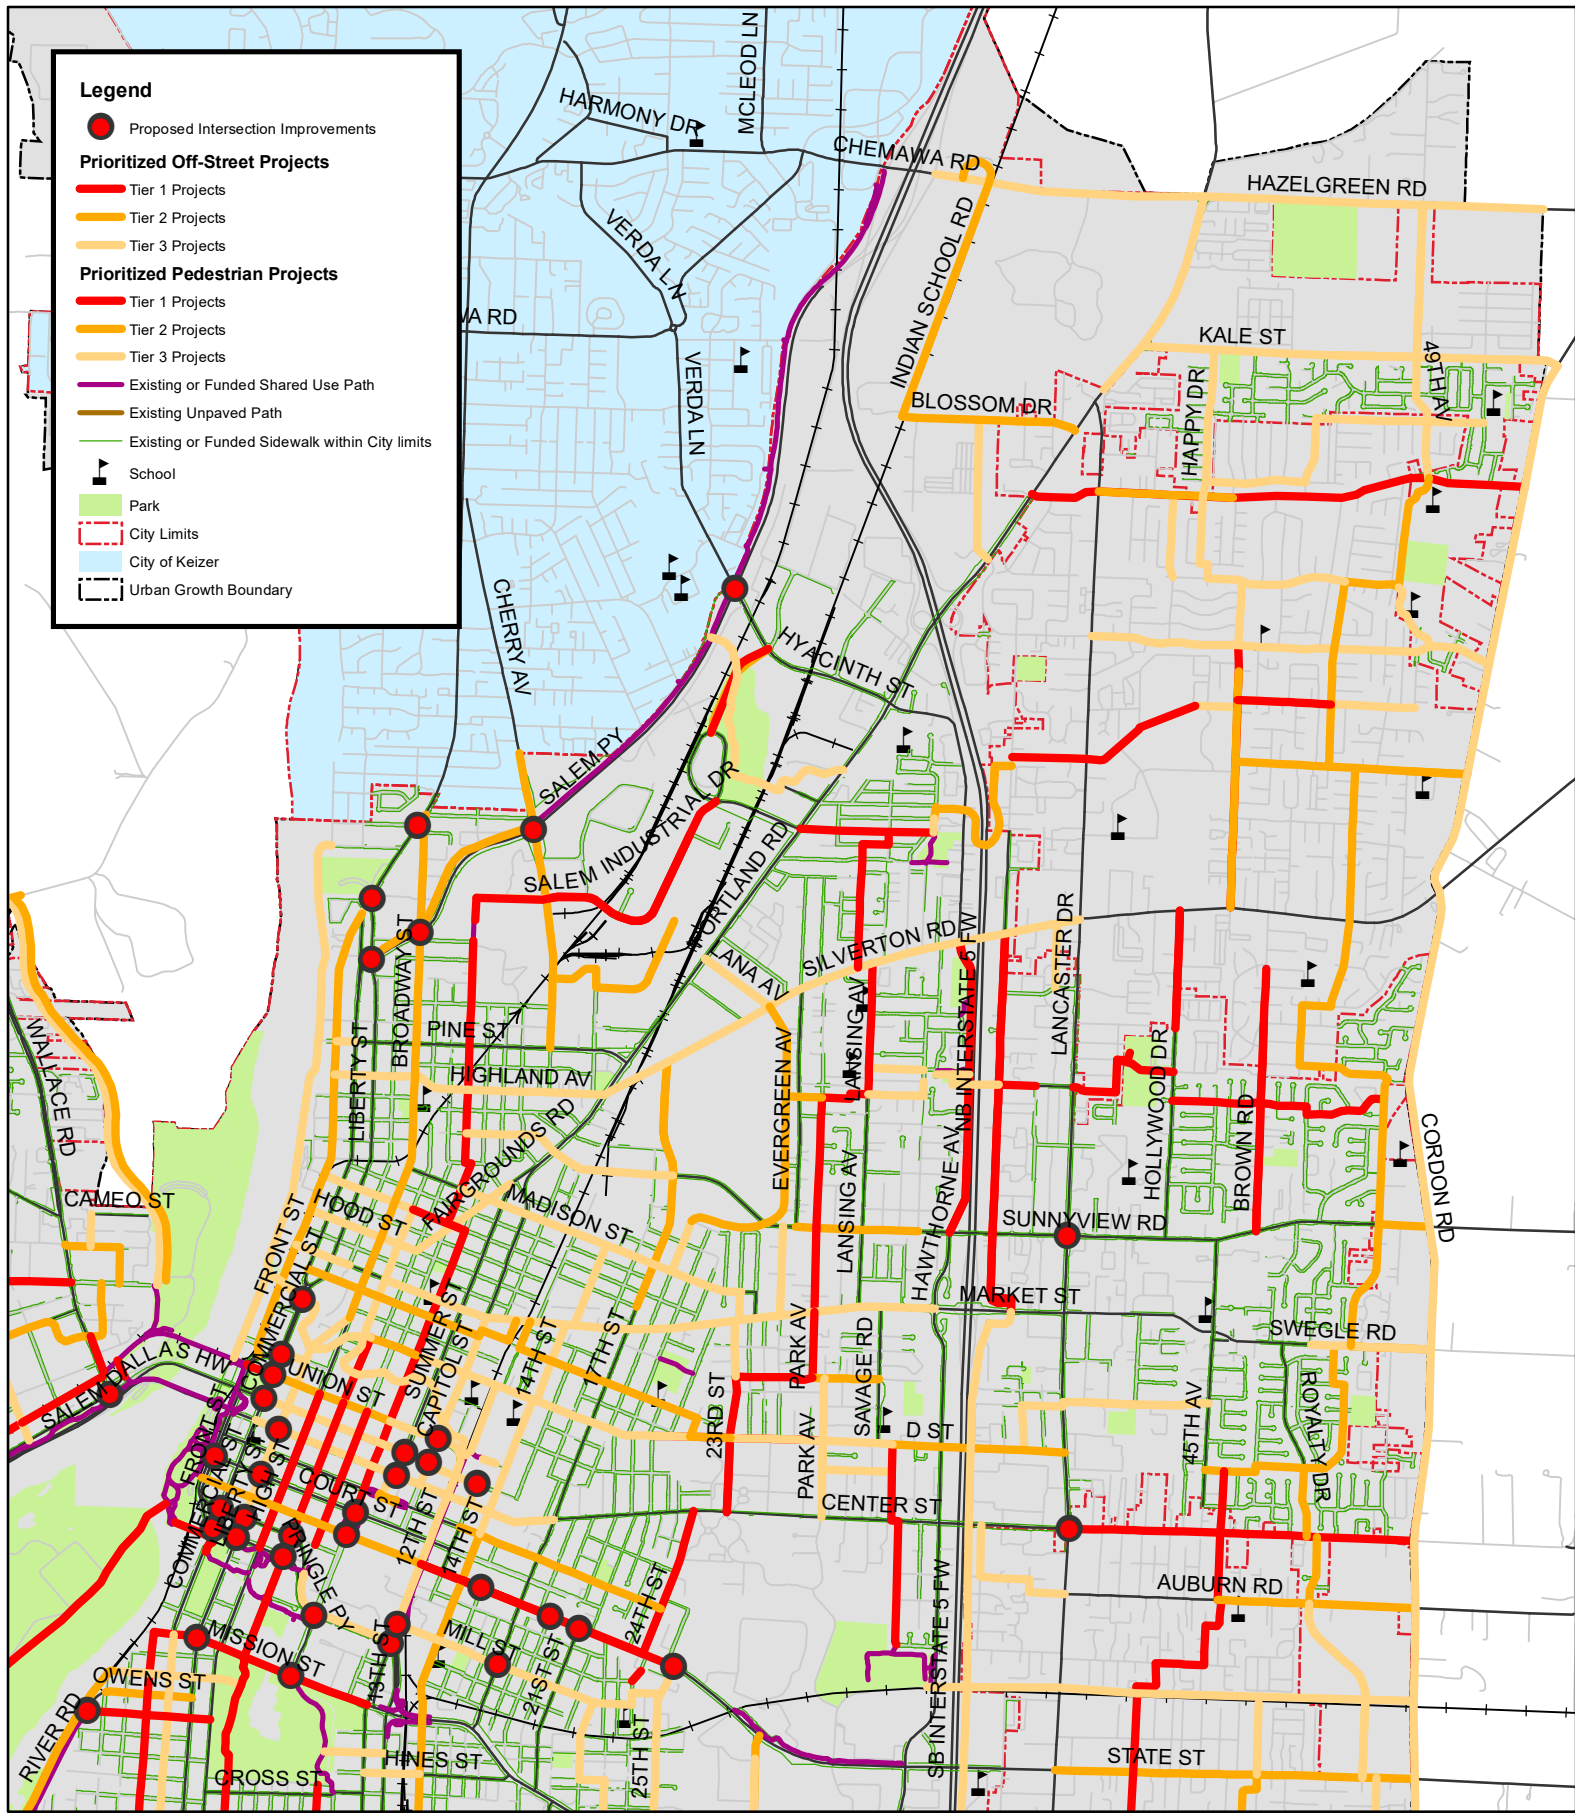 Legend
Proposed Intersection Improvements
Prioritized Off-Street Projects
Tier 1 Projects
Tier 2 Projects
Tier 3 Projects
Prioritized Pedestrian Projects
Tier 1 Projects
Tier 2 Projects
Tier 3 Projects
Existing or Funded Shared Use Path
Existing Unpaved Path
Existing or Funded Sidewalk within City limits
School
Park
City Limits
City of Keizer
Urban Growth Boundary
MCLEOD LN
HARMONY DR
CHEMAWA RD
HAZELGREEN RD
VERDA LN
INDIAN SCHOOL RD
WA RD
KALE ST
49TH AV
VERDA LN
HAPPY DR
BLOSSOM DR
CHERRY AV
HYACINTH ST
SALEM PY
SALEM INDUSTRIAL DR
PORTLAND RD
LANA AV
SILVERTON RD
NB INTERSTATE 5 FW
LANCASTER DR
BROADWAY ST
LIBERTY ST
PINE ST
HIGHLAND AV
LANSING AV
EVERGREEN AV
HOLLYWOOD DR
BROWN RD
CORDON RD
WALLACE RD
CAMEO ST
FAIRGROUNDS RD
HOOD ST
MADISON ST
LANSING AV
HAWTHORNE AV
SUNNYVIEW RD
FRONT ST
COMMERCIAL ST
SUMMER ST
CAPITOL ST
14TH ST
17TH ST
PARK AV
SAVAGE RD
MARKET ST
SWEGLE RD
SALEM DALLAS HW
UNION ST
23RD ST
PARK AV
D ST
45TH AV
ROYALTY DR
FRONT ST
COMMERCIAL ST
LIBERTY ST
HIGH ST
COURT ST
12TH ST
14TH ST
CENTER ST
PRINGLE PY
AUBURN RD
MISSION ST
13TH ST
MILL ST
21ST ST
24TH ST
SB INTERSTATE 5 FW
OWENS ST
RIVER RD
CROSS ST
HINES ST
25TH ST
STATE ST